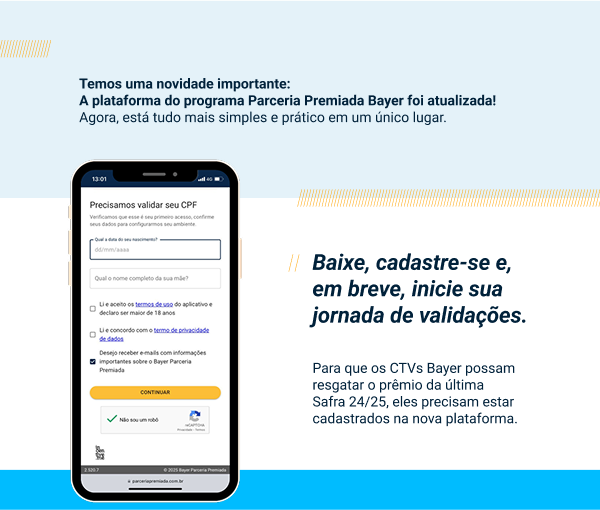 Temos uma novidade importante:
A plataforma do programa Parceria Premiada Bayer foi atualizada!
Agora, está tudo mais simples e prático em um único lugar.
13:01
4G
Precisamos validar seu CPF
Verificamos que esse é seu primeiro acesso, confirme
seus dados para configurarmos seu ambiente.
Qual a data do seu nascimento?
dd/mm/aaaa
Qual o nome completo da sua mãe?
Li e aceito os termos de uso do aplicativo e
declaro ser maior de 18 anos
Li e concordo com o termo de privacidade
de dados
Desejo receber e-mails com informações
importantes sobre o Bayer Parceria
Premiada
CONTINUAR
Não sou um robô
reCAPTCHA
Privacidade - Termos
2.520.7
© 2025 Bayer Parceria Premiada
parceriapremiada.com.br
Baixe, cadastre-se e,
em breve, inicie sua
jornada de validações.
Para que os CTVs Bayer possam
resgatar o prêmio da última
Safra 24/25, eles precisam estar
cadastrados na nova plataforma.